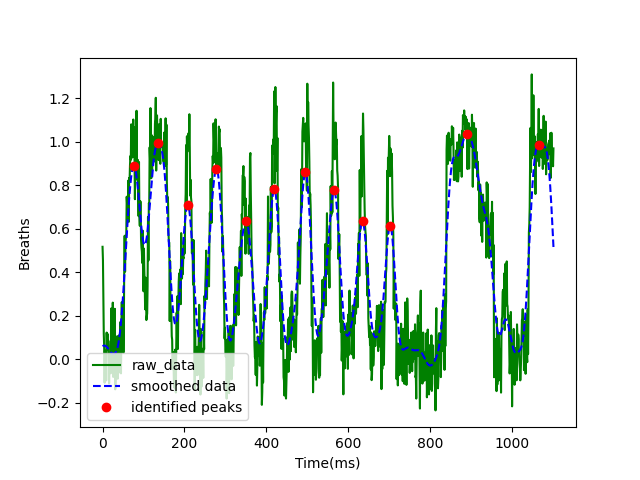 1.2
1.0
0.8
0.6
0.4
0.2
0.0
−0.2
Breaths
raw_data
smoothed data
identified peaks
0 200 400 600 800 1000
Time(ms)